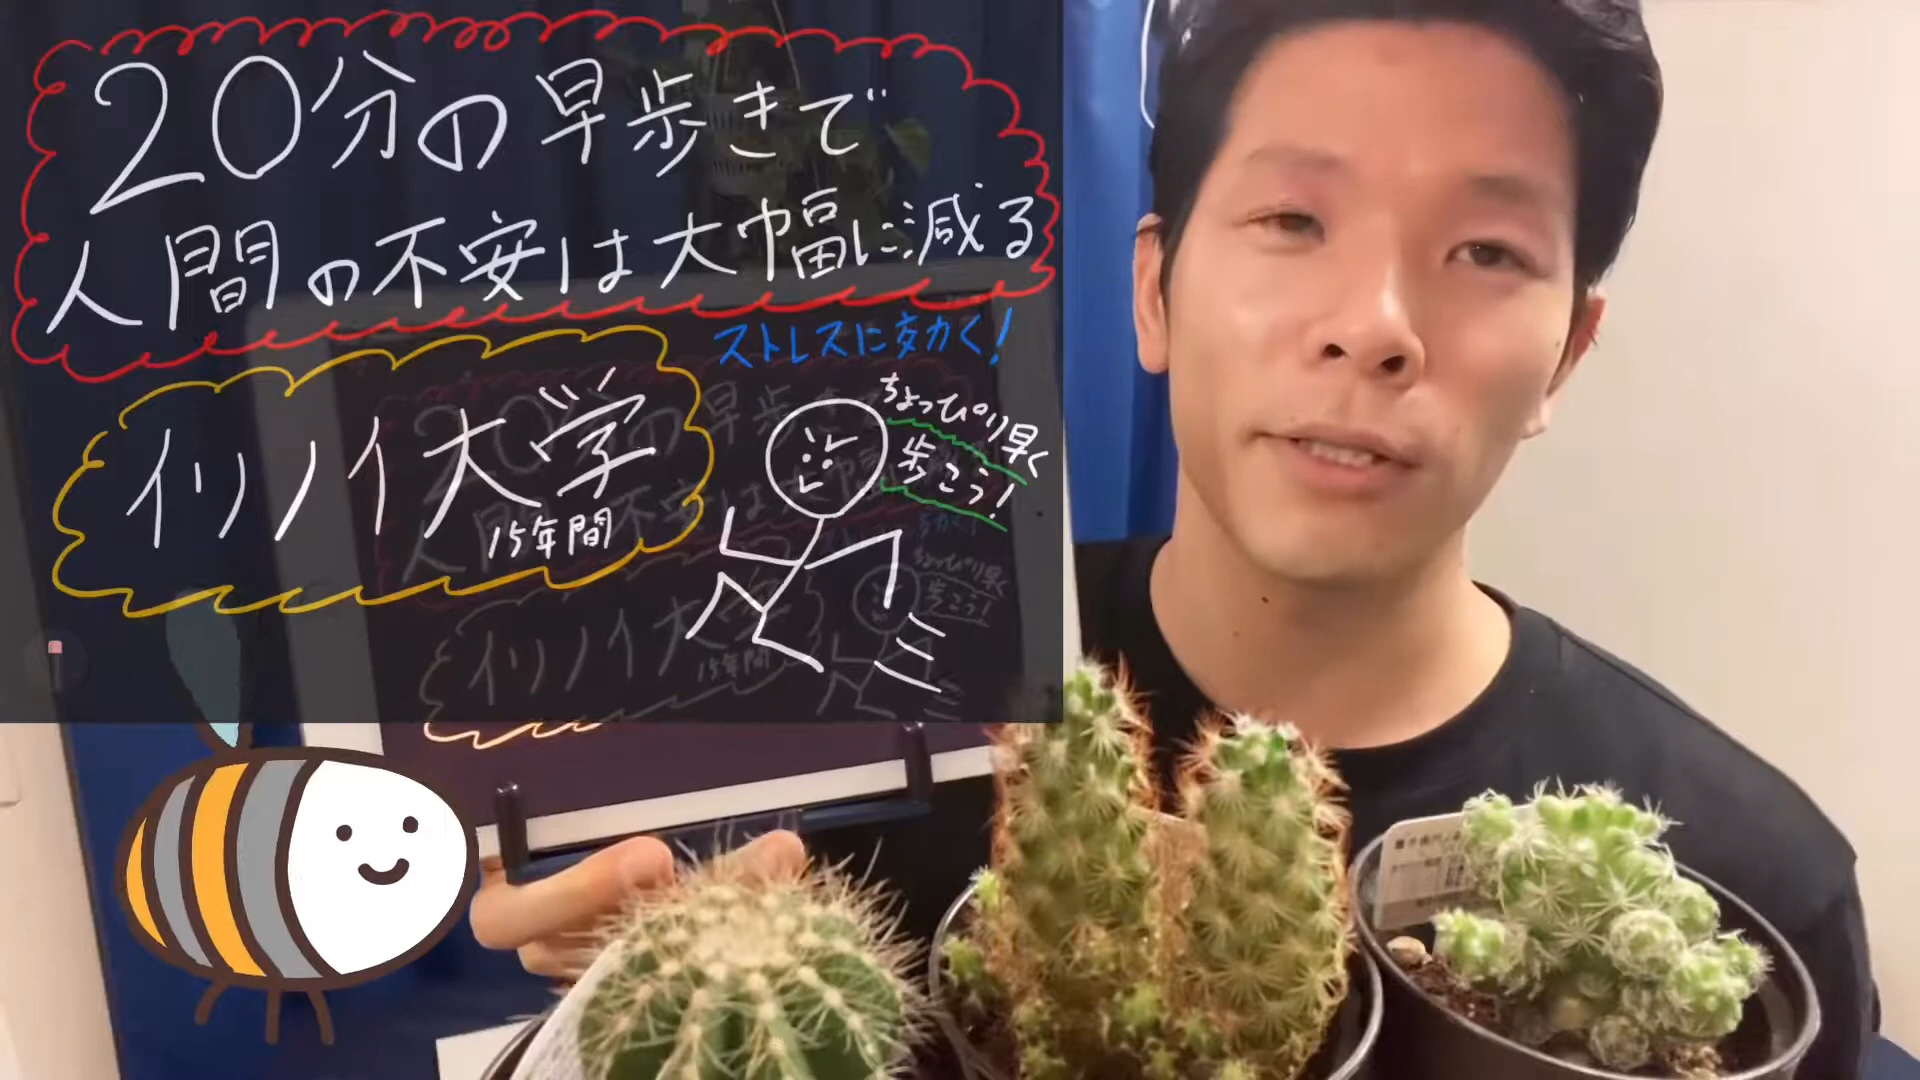 20分の早歩きで
人間の不安は大幅に減る
ストレスに効く!
イリノイ大学
15年間
ちょっぴり早く
歩こう!